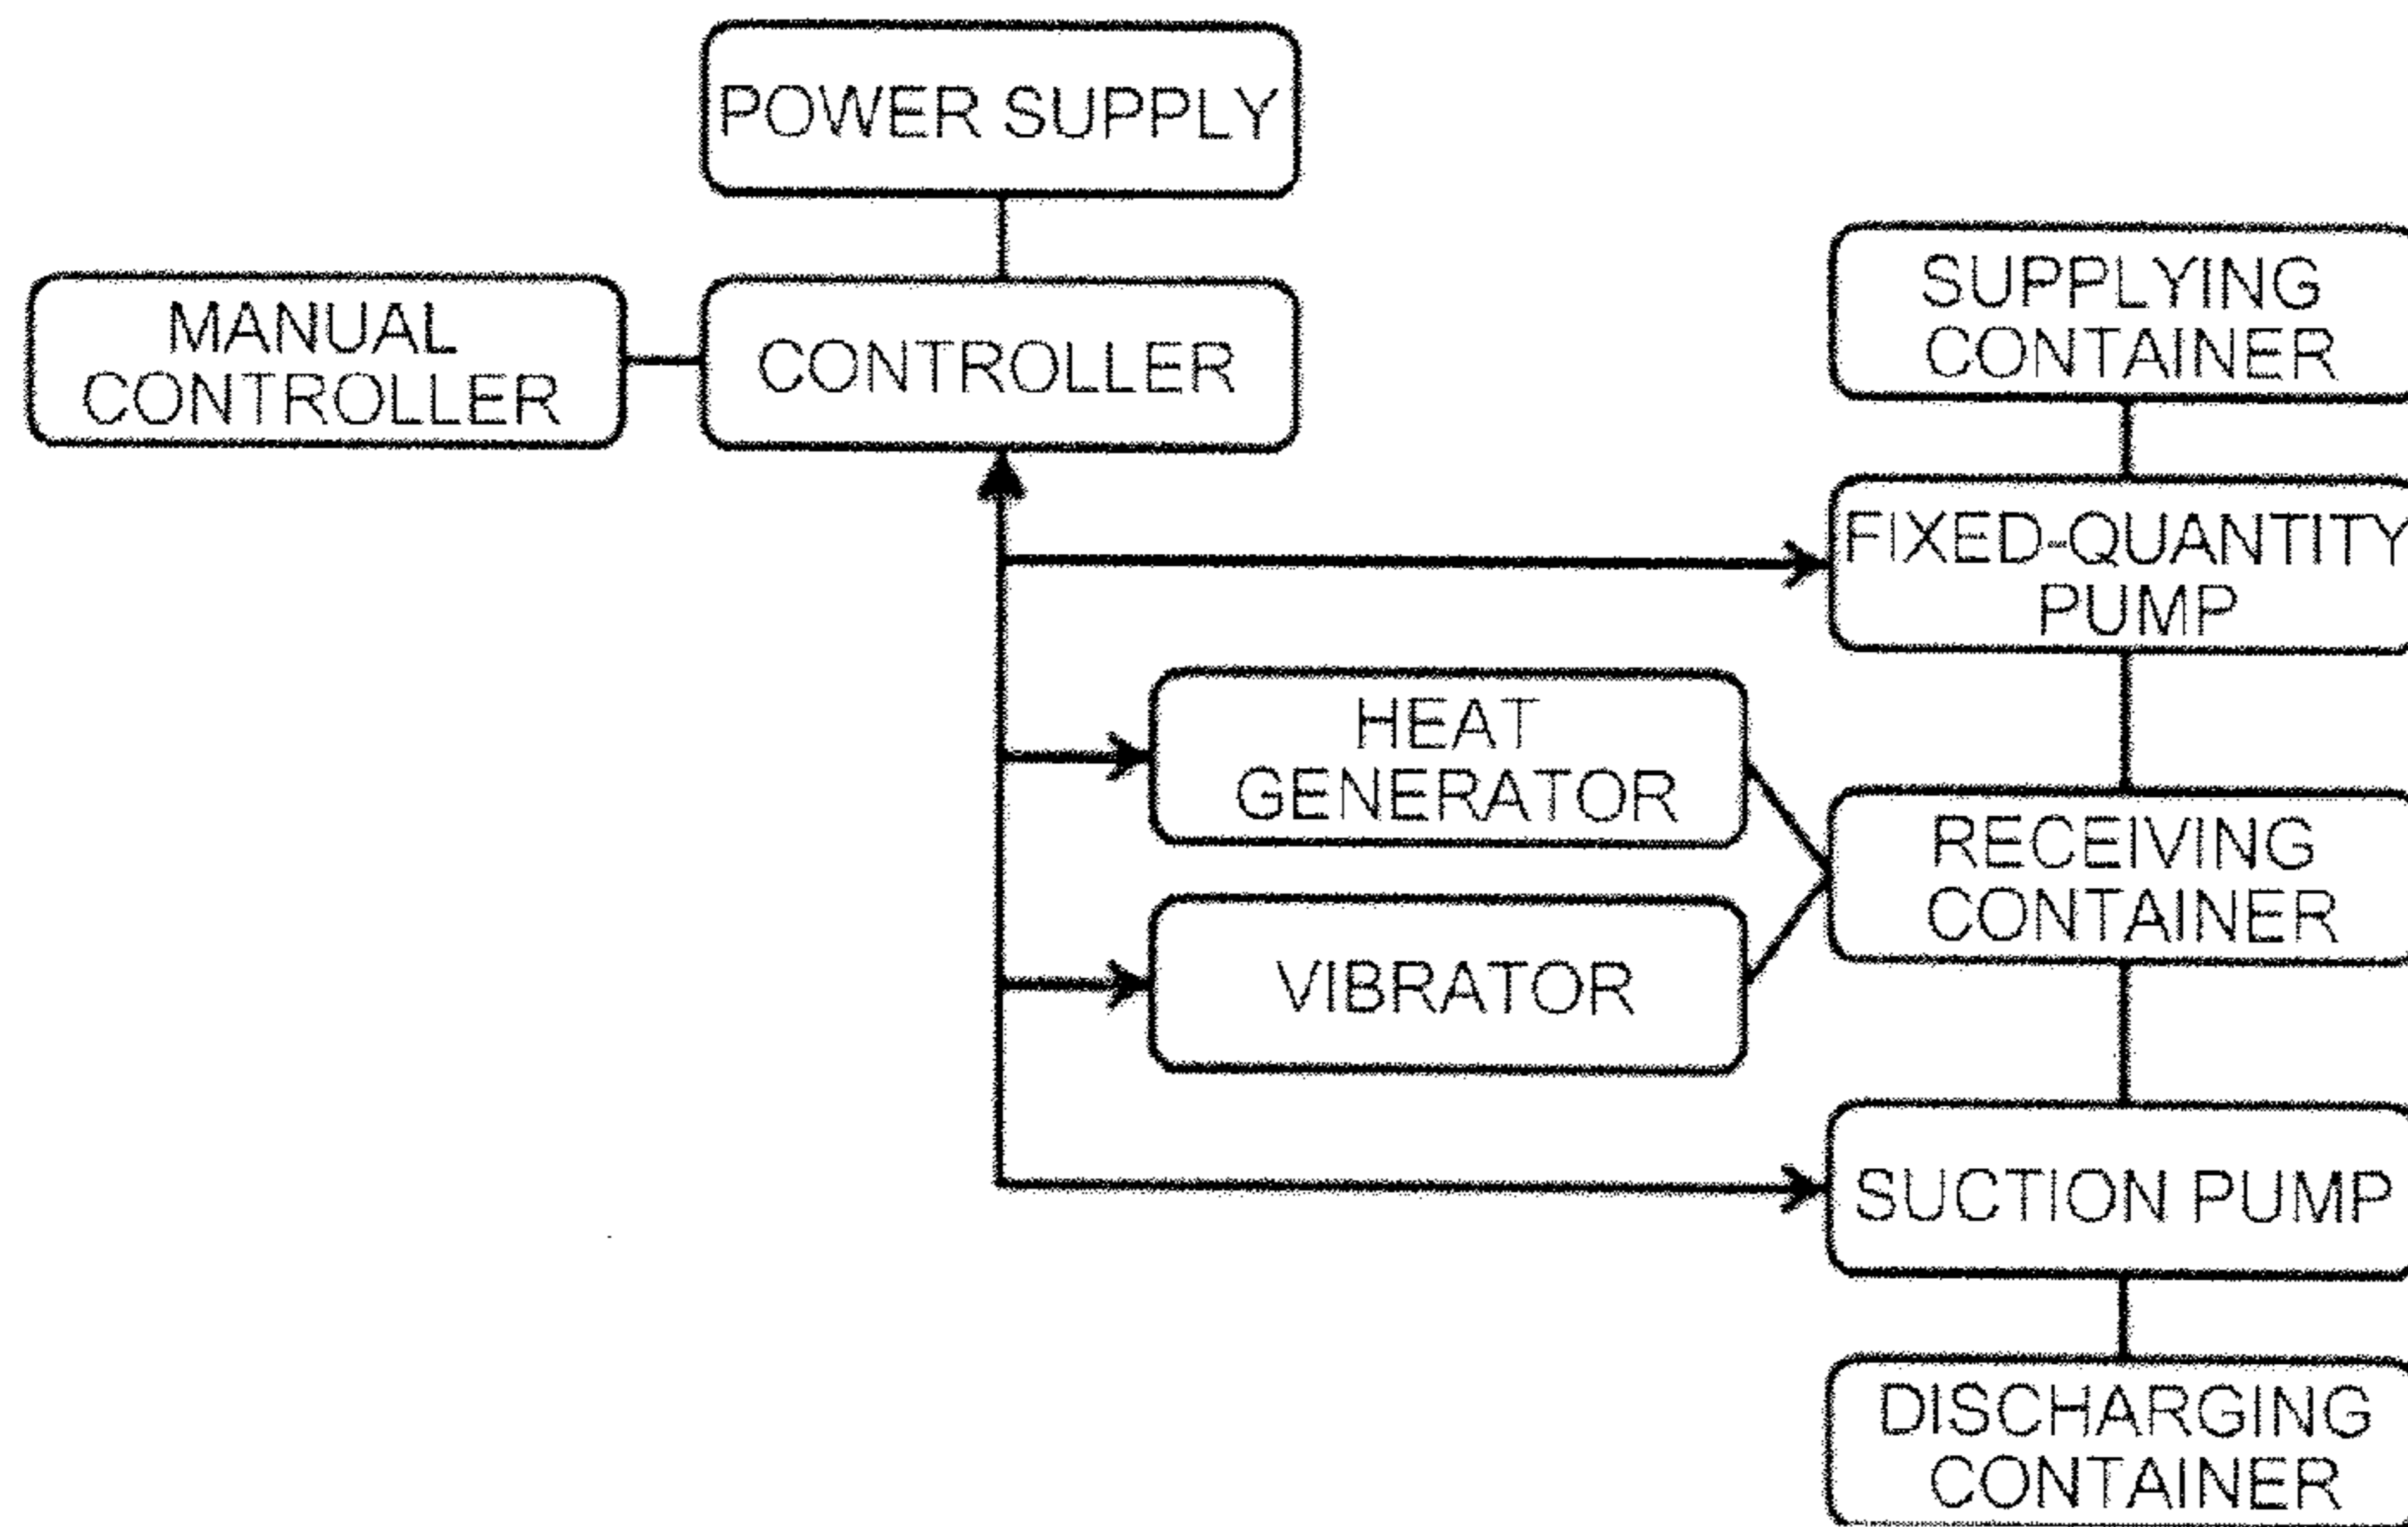 POWER SUPPLY
MANUAL
CONTROLLER
CONTROLLER
SUPPLYING
CONTAINER
FIXED-QUANTITY
PUMP
HEAT
GENERATOR
RECEIVING
CONTAINER
VIBRATOR
SUCTION PUMP
DISCHARGING
CONTAINER